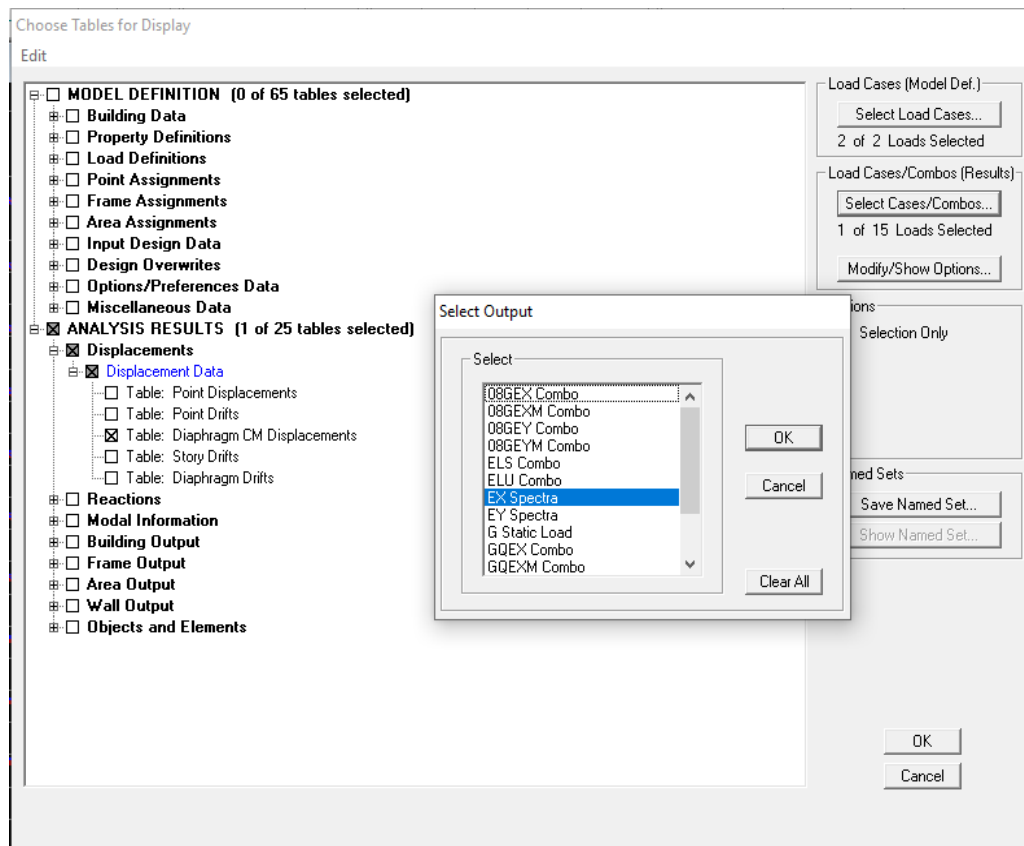 Choose Tables for Display
Edit
MODEL DEFINITION (0 of 65 tables selected)
Building Data
Property Definitions
Load Definitions
Point Assignments
Frame Assignments
Area Assignments
Input Design Data
Design Overwrites
Options/Preferences Data
Miscellaneous Data
ANALYSIS RESULTS (1 of 25 tables selected)
Displacements
Displacement Data
Table: Point Displacements
Table: Point Drifts
Table: Diaphragm CM Displacements
Table: Story Drifts
Table: Diaphragm Drifts
Reactions
Modal Information
Building Output
Frame Output
Area Output
Wall Output
Objects and Elements
Load Cases (Model Def.)
Select Load Cases...
2 of 2 Loads Selected
Load Cases/Combos (Results)
Select Cases/Combos...
1 of 15 Loads Selected
Modify/Show Options...
Selection Only
Save Named Set...
Show Named Set...
OK
Cancel
Select Output
Select
08GEX Combo
08GEXM Combo
08GEY Combo
08GEYM Combo
ELS Combo
ELU Combo
EX Spectra
EY Spectra
G Static Load
GQEX Combo
GQEXM Combo
OK
Cancel
Clear All